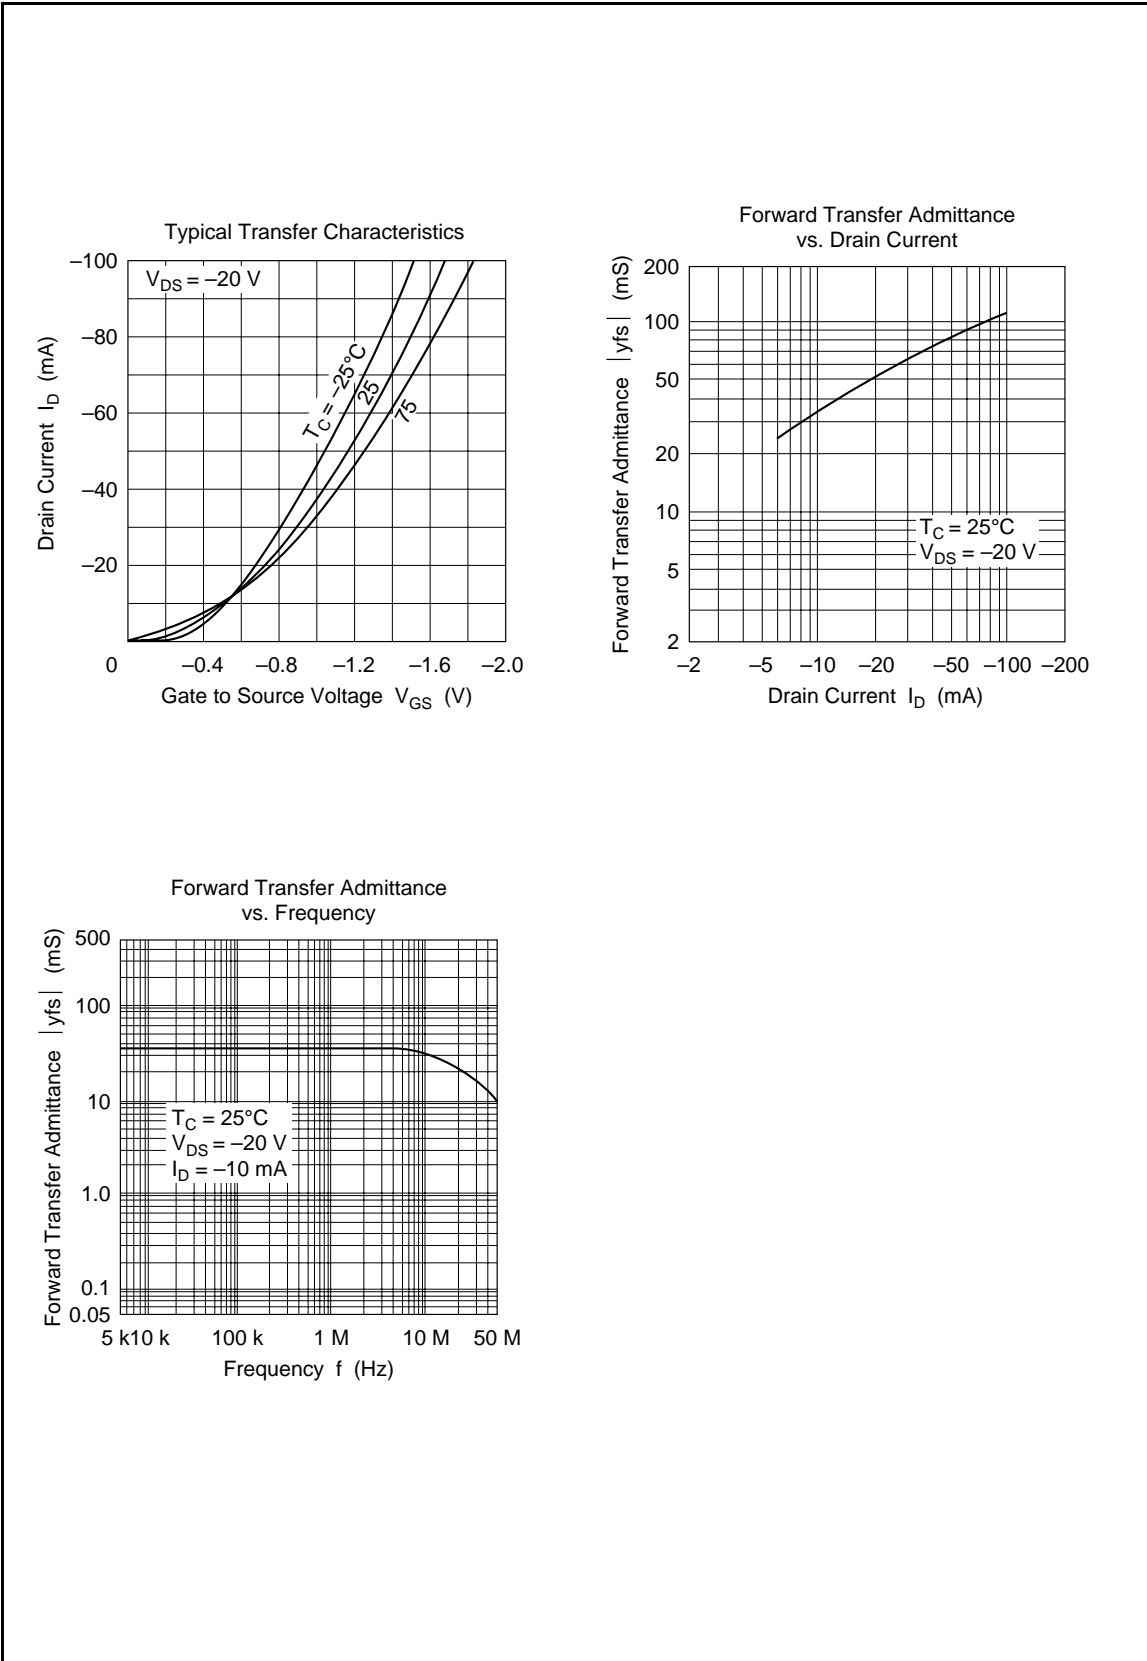 Typical Transfer Characteristics
–100
–80
–60
–40
–20
0
Drain Current I_D (mA)
V_DS = –20 V
T_C = –25°C
25
75
–0.4 –0.8 –1.2 –1.6 –2.0
Gate to Source Voltage V_GS (V)
Forward Transfer Admittance
vs. Drain Current
200
100
50
20
10
5
2
Forward Transfer Admittance |yfs| (mS)
T_C = 25°C
V_DS = –20 V
–2 –5 –10 –20 –50 –100 –200
Drain Current I_D (mA)
Forward Transfer Admittance
vs. Frequency
500
100
10
1.0
0.1
0.05
Forward Transfer Admittance |yfs| (mS)
T_C = 25°C
V_DS = –20 V
I_D = –10 mA
5 k10 k 100 k 1 M 10 M 50 M
Frequency f (Hz)